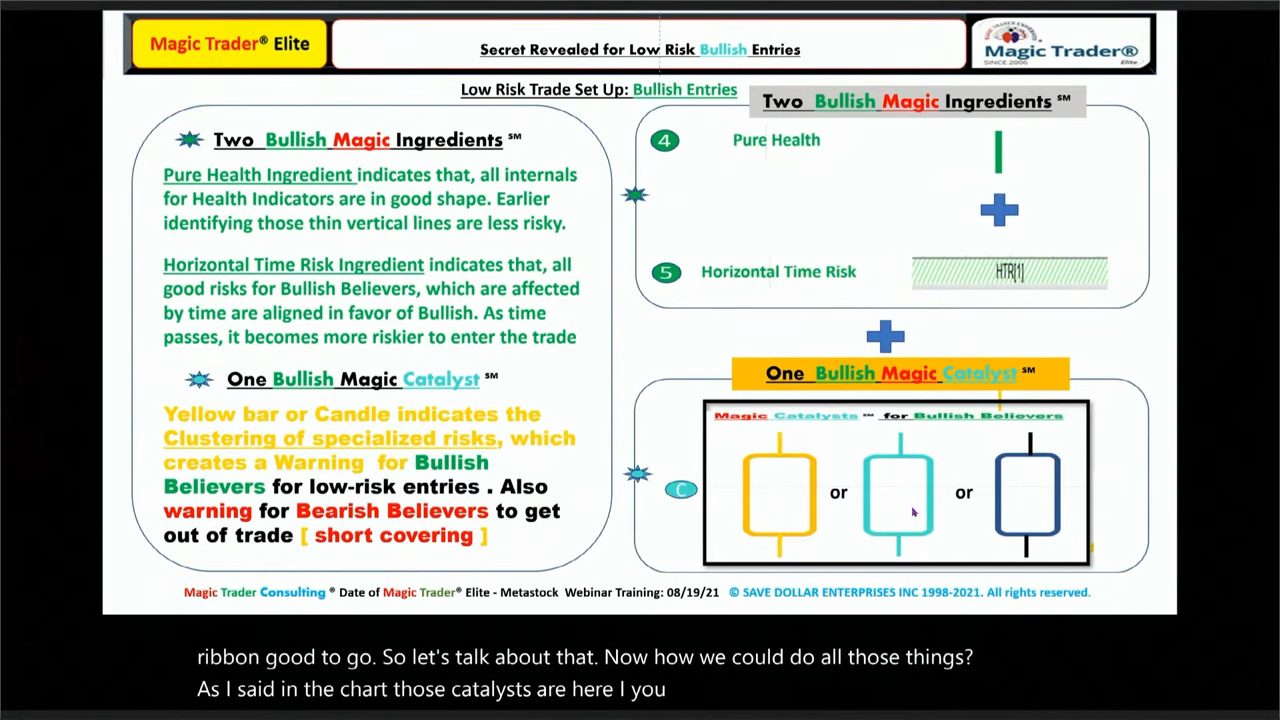 Magic Trader® Elite
Secret Revealed for Low Risk Bullish Entries
Magic Trader®
SINCE 2006
Elite
Low Risk Trade Set Up: Bullish Entries
Two Bullish Magic Ingredients ℠
Pure Health Ingredient indicates that, all internals
for Health Indicators are in good shape. Earlier
identifying those thin vertical lines are less risky.
Horizontal Time Risk Ingredient indicates that, all
good risks for Bullish Believers, which are affected
by time are aligned in favor of Bullish. As time
passes, it becomes more riskier to enter the trade
One Bullish Magic Catalyst ℠
Yellow bar or Candle indicates the
Clustering of specialized risks, which
creates a Warning for Bullish
Believers for low-risk entries . Also
warning for Bearish Believers to get
out of trade [ short covering ]
Two Bullish Magic Ingredients ℠
4 Pure Health
5 Horizontal Time Risk HTR[1]
One Bullish Magic Catalyst ℠
Magic Catalysts ℠ for Bullish Believers
C or or
Magic Trader Consulting ® Date of Magic Trader® Elite - Metastock Webinar Training: 08/19/21 © SAVE DOLLAR ENTERPRISES INC 1998-2021. All rights reserved.
ribbon good to go. So let's talk about that. Now how we could do all those things?
As I said in the chart those catalysts are here I you